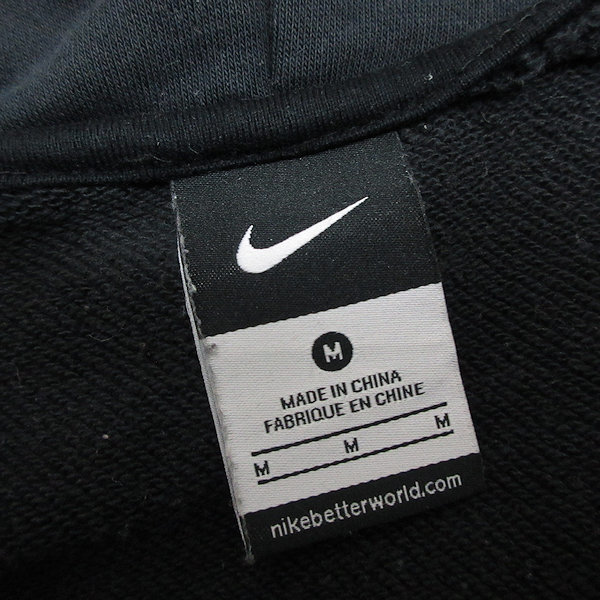 M
MADE IN CHINA
FABRIQUE EN CHINE
M M M
nikebetterworld.com